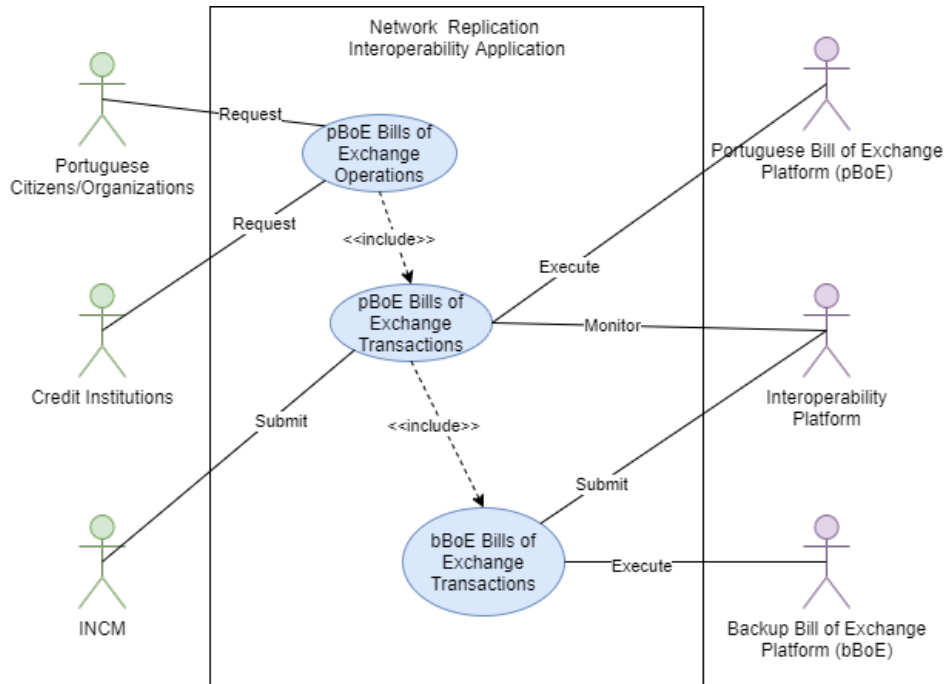 Network Replication
Interoperability Application
Request
pBoE Bills of
Exchange
Operations
Portuguese
Citizens/Organizations
Portuguese Bill of Exchange
Platform (pBoE)
Request
<<include>>
Execute
pBoE Bills of
Exchange
Transactions
Monitor
Credit Institutions
Interoperability
Platform
Submit
<<include>>
Submit
bBoE Bills of
Exchange
Transactions
Execute
INCM
Backup Bill of Exchange
Platform (bBoE)